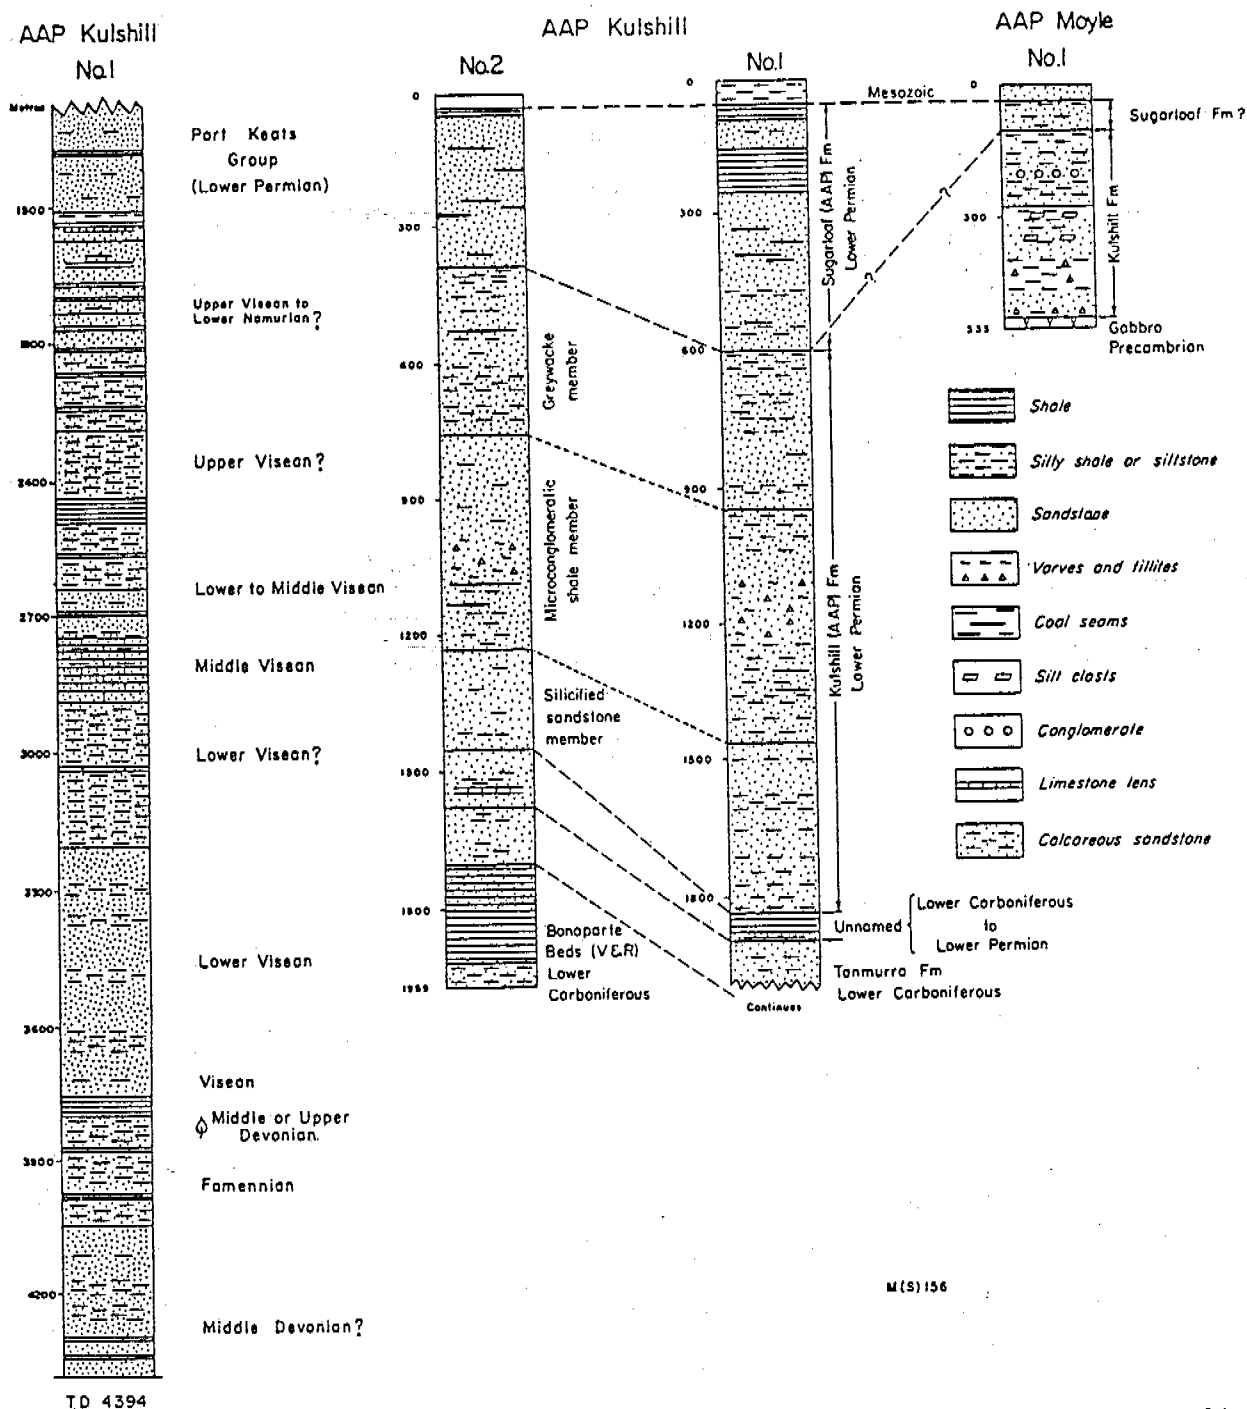 AAP Kulshill
No.1
Metres
1900
1800
2400
2700
3000
3300
3600
3900
4200
TD 4394
Port Keats
Group
(Lower Permian)
Upper Visean to
Lower Namurian?
Upper Visean?
Lower to Middle Visean
Middle Visean
Lower Visean?
Lower Visean
Visean
Middle or Upper
Devonian.
Famennian
Middle Devonian?
AAP Kulshill
No.2
0
300
600
900
1200
1500
1800
1959
Greywacke
member
Microconglomeratic
shale member
Silicified
sandstone
member
Bonaparte
Beds (V&R)
Lower
Carboniferous
No.1
0
300
600
900
1200
1500
1800
Continues
Mesozoic
Sugarloaf (AAP) Fm
Lower Permian
Kulshill (AAP) Fm
Lower Permian
Unnamed
Lower Carboniferous
to
Lower Permian
Tanmurra Fm
Lower Carboniferous
AAP Moyle
No.1
0
300
535
Sugarloaf Fm?
Kulshill Fm
Gabbro
Precambrian
Shale
Silty shale or siltstone
Sandstone
Varves and tillites
Coal seams
Silt clasts
Conglomerate
Limestone lens
Calcareous sandstone
?
?
M(S)156